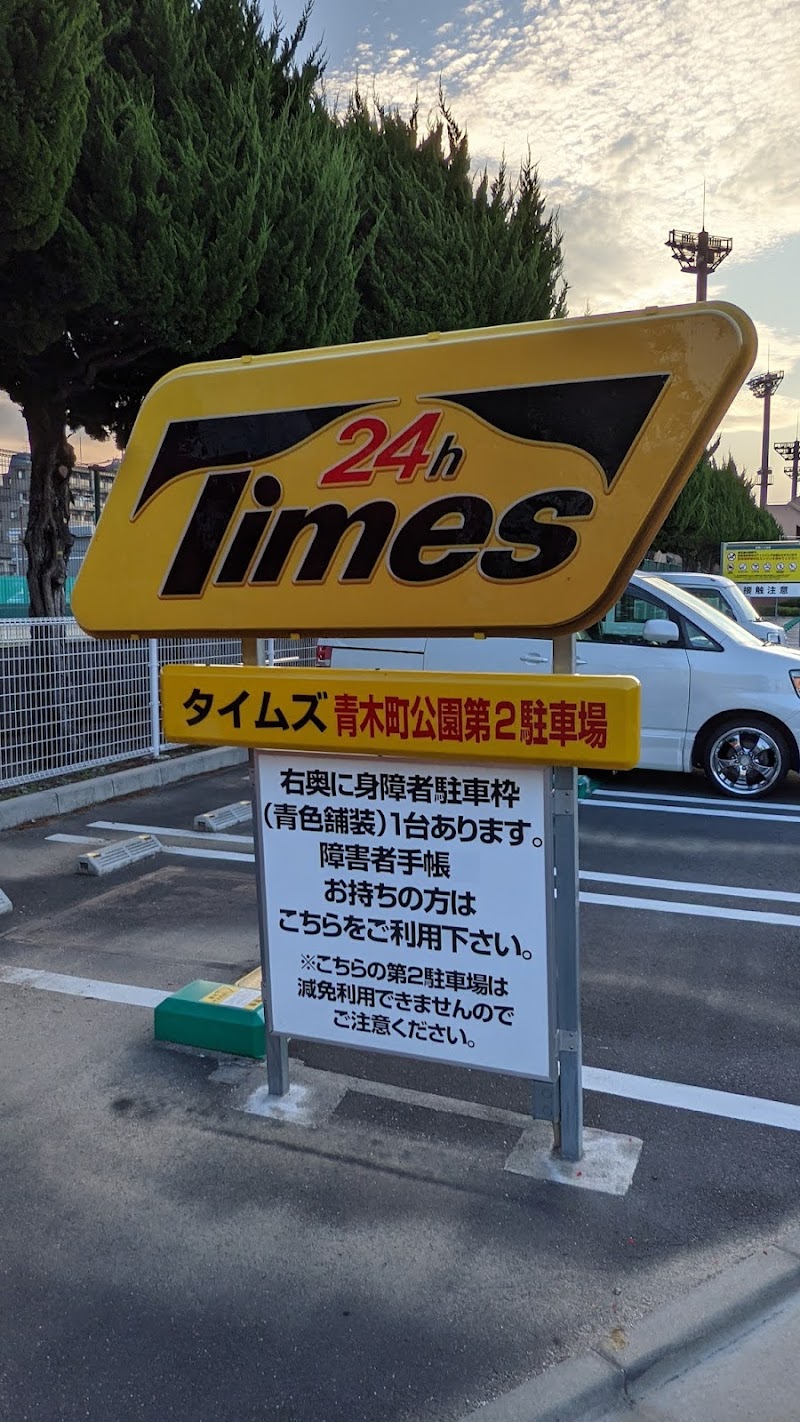 24h
Times
タイムズ 青木町公園第2駐車場
右奥に身障者駐車枠
(青色舗装)1台あります。
障害者手帳
お持ちの方は
こちらをご利用下さい。
※こちらの第2駐車場は
減免利用できませんので
ご注意ください。
接触注意